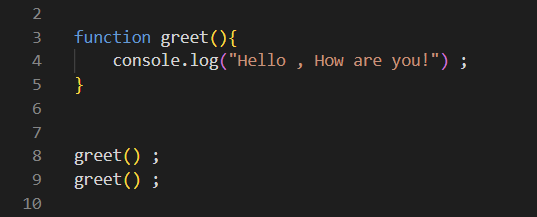 2
3 function greet(){
4     console.log("Hello , How are you!") ;
5 }
6
7
8 greet() ;
9 greet() ;
10